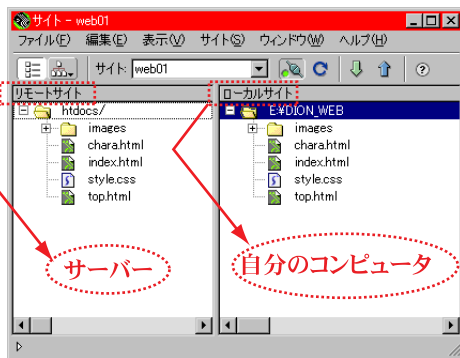 サイト - web01
ファイル(F) 編集(E) 表示(V) サイト(S) ウィンドウ(W) ヘルプ(H)
サイト: web01
リモートサイト
htdocs/
images
chara.html
index.html
style.css
top.html
サーバー
ローカルサイト
E:¥DION_WEB
images
chara.html
index.html
style.css
top.html
自分のコンピュータ